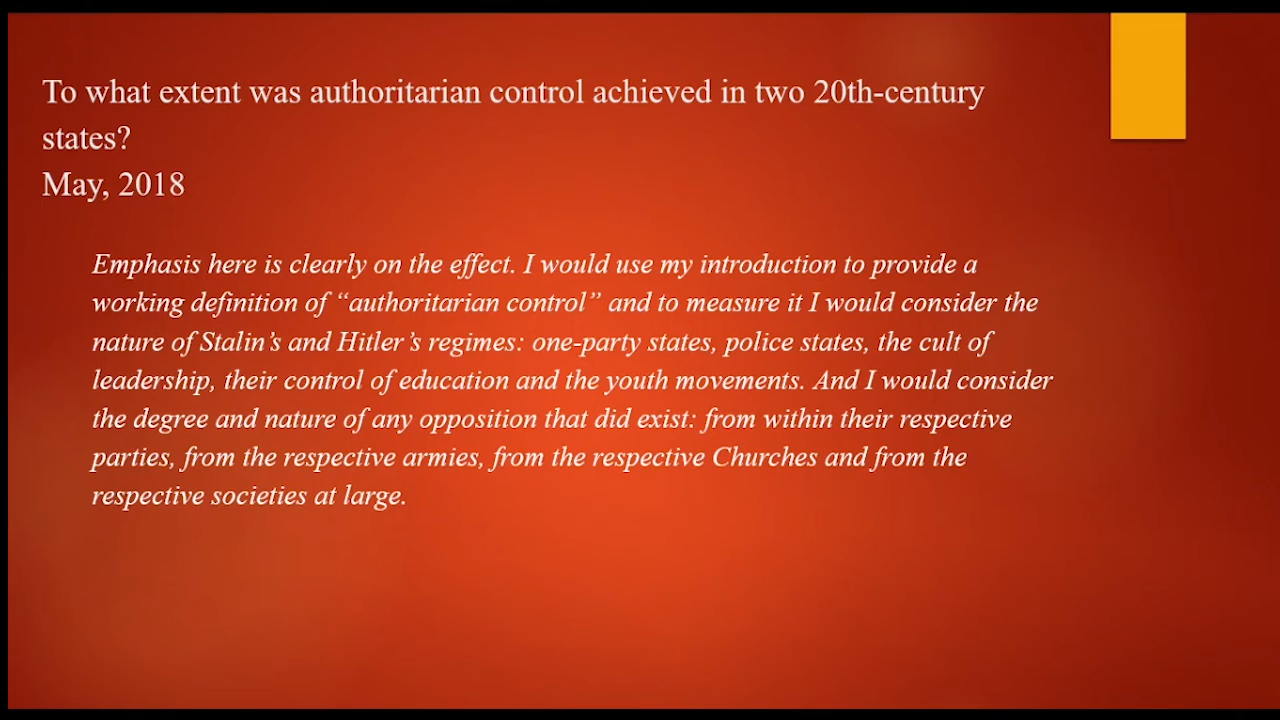 To what extent was authoritarian control achieved in two 20th-century
states?
May, 2018
Emphasis here is clearly on the effect. I would use my introduction to provide a
working definition of “authoritarian control” and to measure it I would consider the
nature of Stalin’s and Hitler’s regimes: one-party states, police states, the cult of
leadership, their control of education and the youth movements. And I would consider
the degree and nature of any opposition that did exist: from within their respective
parties, from the respective armies, from the respective Churches and from the
respective societies at large.